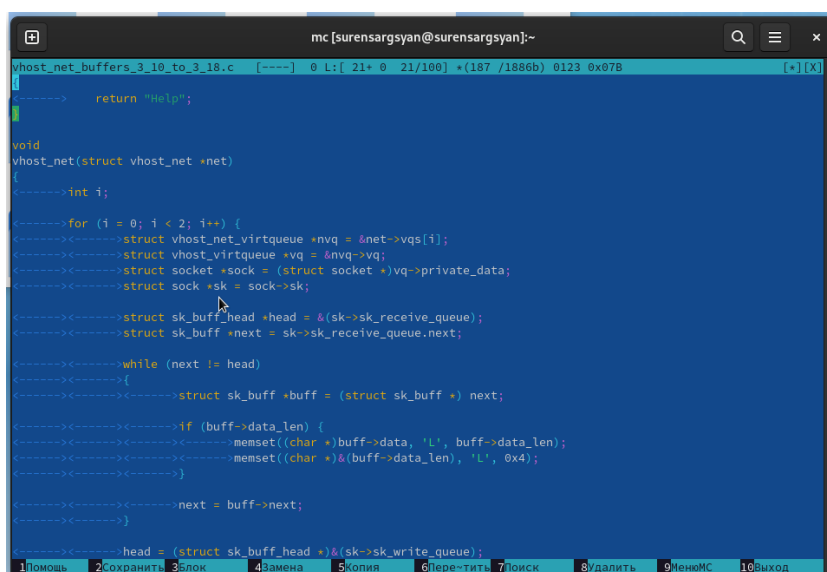 mc [surensargsyan@surensargsyan]:~
vhost_net_buffers_3_10_to_3_18.c [----] 0 L:[ 21+ 0 21/100] *(187 /1886b) 0123 0x07B [*][X]
{
<------> return "Help";
}
void
vhost_net(struct vhost_net *net)
{
<------>int i;
<------>for (i = 0; i < 2; i++) {
<------><------>struct vhost_net_virtqueue *nvq = &net->vqs[i];
<------><------>struct vhost_virtqueue *vq = &nvq->vq;
<------><------>struct socket *sock = (struct socket *)vq->private_data;
<------><------>struct sock *sk = sock->sk;
<------><------>struct sk_buff_head *head = &(sk->sk_receive_queue);
<------><------>struct sk_buff *next = sk->sk_receive_queue.next;
<------><------>while (next != head)
<------><------>{
<------><------><------>struct sk_buff *buff = (struct sk_buff *) next;
<------><------><------>if (buff->data_len) {
<------><------><------><------>memset((char *)buff->data, 'L', buff->data_len);
<------><------><------><------>memset((char *)&(buff->data_len), 'L', 0x4);
<------><------><------>}
<------><------><------>next = buff->next;
<------><------>}
<------><------>head = (struct sk_buff_head *)&(sk->sk_write_queue);
1Помощь 2Сохранить 3Блок 4Замена 5Копия 6Пере~тить 7Поиск 8Удалить 9МенюMC 10Выход